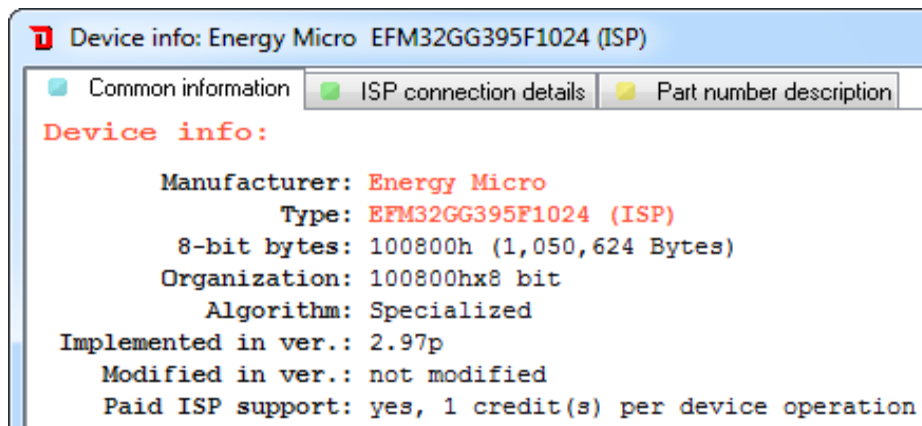 Device info: Energy Micro EFM32GG395F1024 (ISP)
Common information ISP connection details Part number description
Device info:
Manufacturer: Energy Micro
Type: EFM32GG395F1024 (ISP)
8-bit bytes: 100800h (1,050,624 Bytes)
Organization: 100800hx8 bit
Algorithm: Specialized
Implemented in ver.: 2.97p
Modified in ver.: not modified
Paid ISP support: yes, 1 credit(s) per device operation